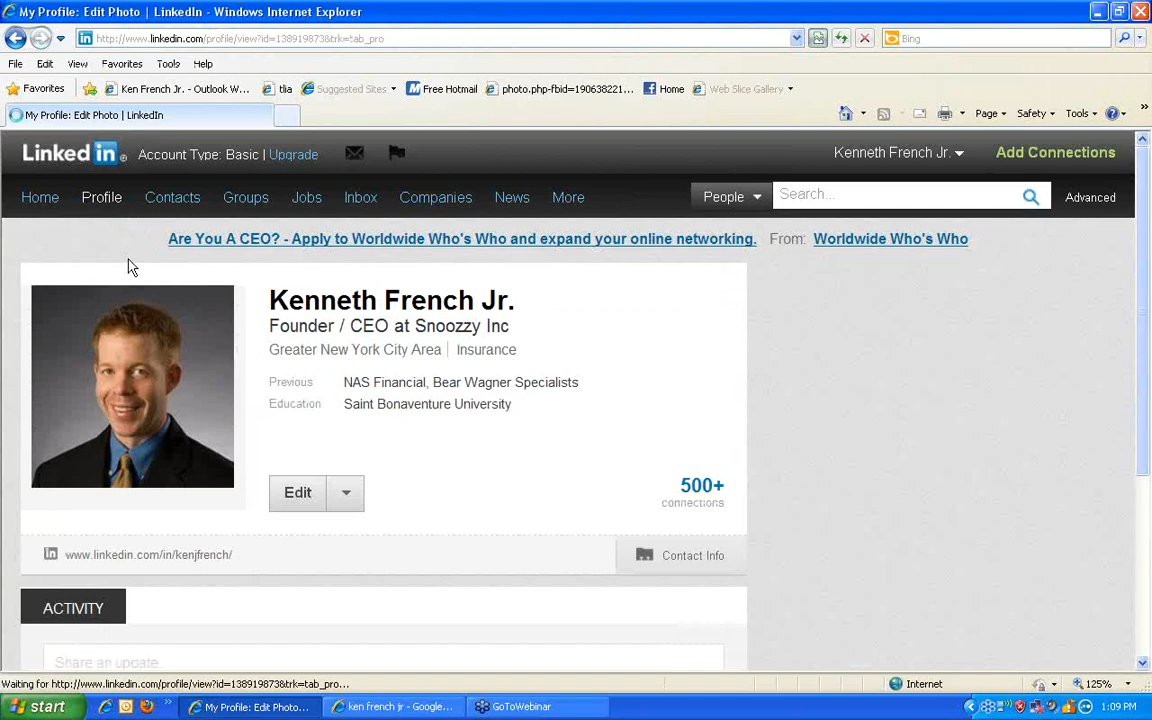 My Profile: Edit Photo | LinkedIn - Windows Internet Explorer
http://www.linkedin.com/profile/view?id=138919873&trk=tab_pro
Bing
File Edit View Favorites Tools Help
Favorites Ken French Jr. - Outlook W... tlia Suggested Sites Free Hotmail photo.php-fbid=190638221... Home Web Slice Gallery
My Profile: Edit Photo | LinkedIn
Page Safety Tools
Linked in Account Type: Basic | Upgrade
Kenneth French Jr. Add Connections
Home Profile Contacts Groups Jobs Inbox Companies News More People Search... Advanced
Are You A CEO? - Apply to Worldwide Who's Who and expand your online networking. From: Worldwide Who's Who
Kenneth French Jr.
Founder / CEO at Snoozzy Inc
Greater New York City Area | Insurance
Previous NAS Financial, Bear Wagner Specialists
Education Saint Bonaventure University
Edit
500+
connections
www.linkedin.com/in/kenjfrench/
Contact Info
ACTIVITY
Share an update...
Waiting for http://www.linkedin.com/profile/view?id=138919873&trk=tab_pro...
Internet
125%
start My Profile: Edit Photo... ken french jr - Google... GoToWebinar 1:09 PM